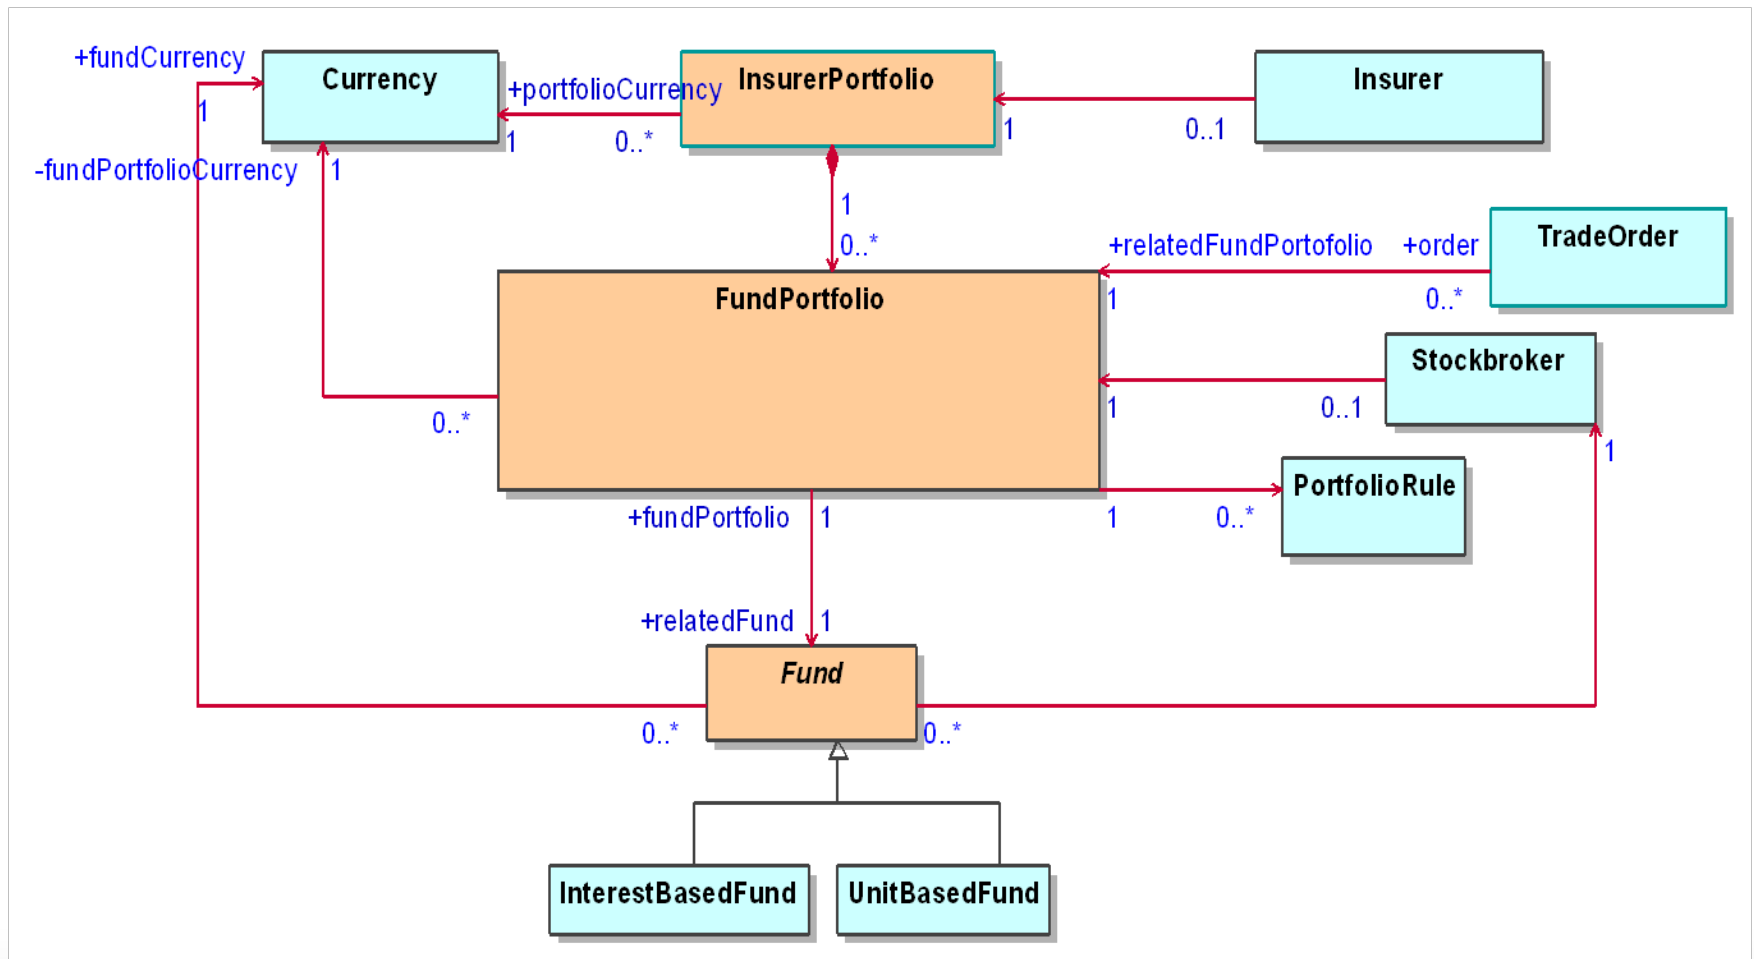 +fundCurrency
Currency
InsurerPortfolio
Insurer
+portfolioCurrency
1
1
0..*
1
0..1
-fundPortfolioCurrency
1
1
0..*
TradeOrder
+relatedFundPortofolio
+order
FundPortfolio
1
0..*
Stockbroker
0..*
1
0..1
1
PortfolioRule
+fundPortfolio
1
1
0..*
+relatedFund
1
Fund
0..*
0..*
InterestBasedFund
UnitBasedFund